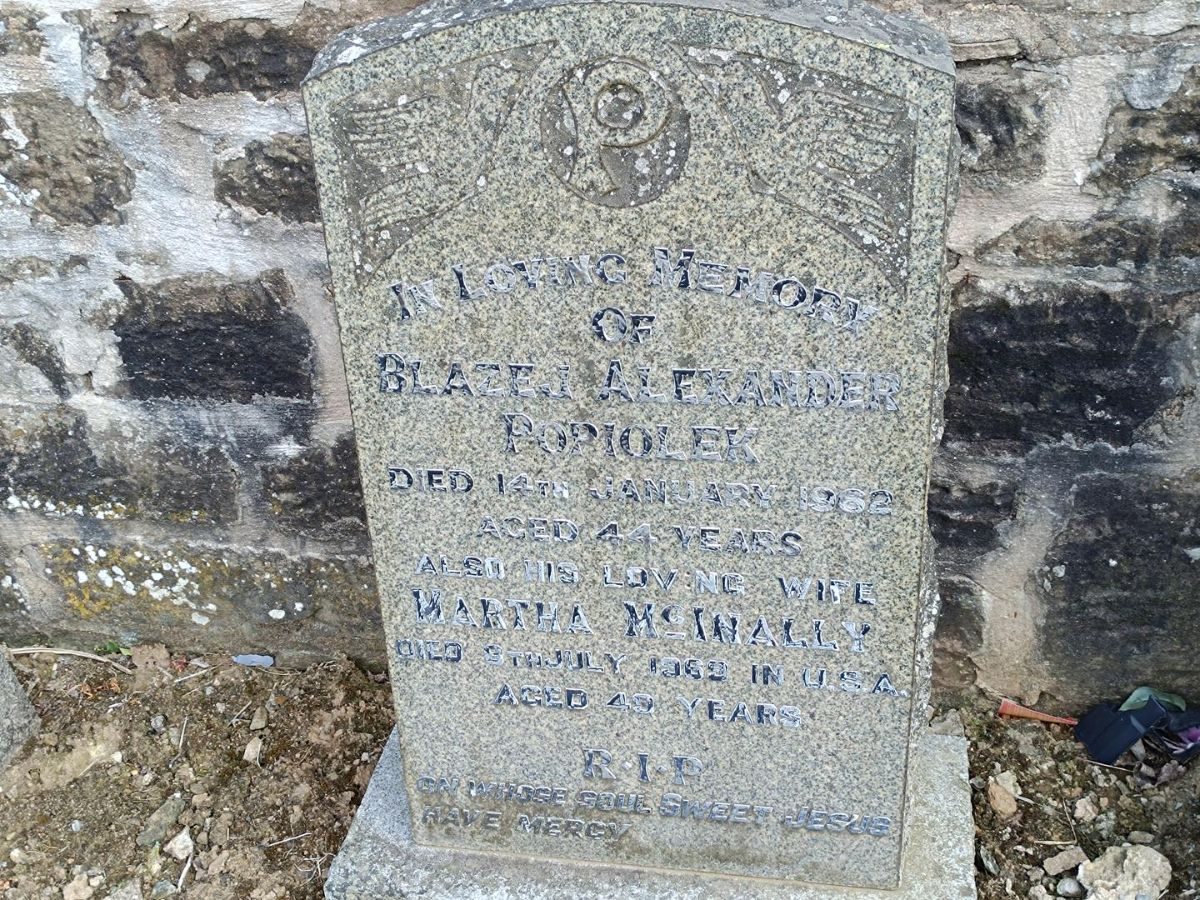 IN LOVING MEMORY
OF
BLAZEJ ALEXANDER
POPIOLEK
DIED 14TH JANUARY 1962
AGED 44 YEARS
ALSO HIS LOVING WIFE
MARTHA McINALLY
DIED 9TH JULY 1969 IN U.S.A.
AGED 49 YEARS
R·I·P
ON WHOSE SOUL SWEET JESUS
HAVE MERCY